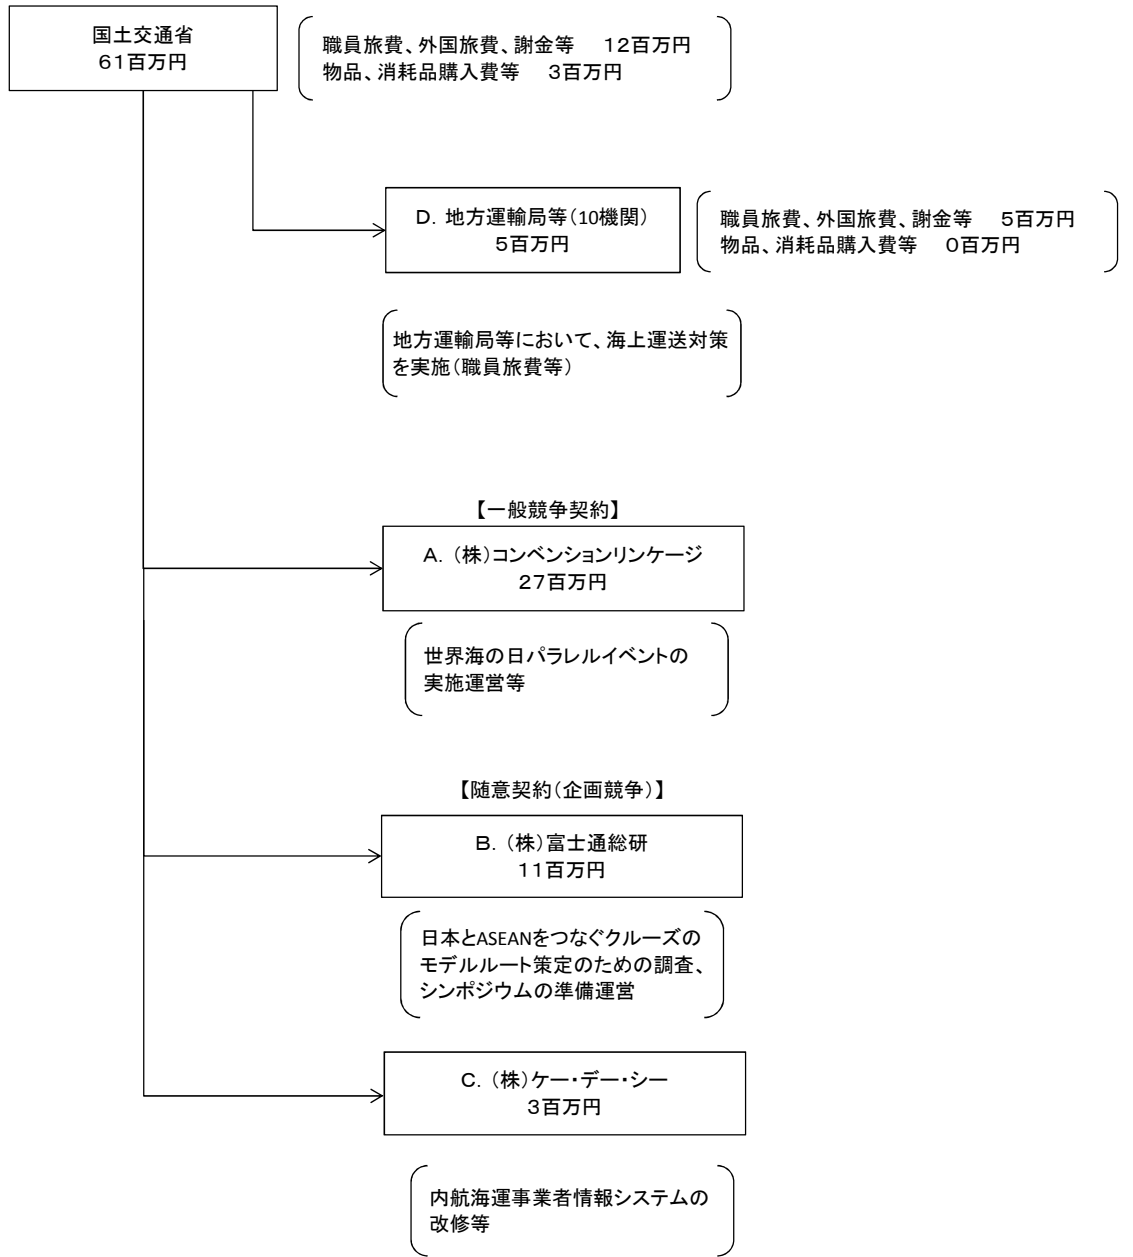 国土交通省
61百万円
職員旅費、外国旅費、謝金等　12百万円
物品、消耗品購入費等　3百万円
D．地方運輸局等（10機関）
5百万円
職員旅費、外国旅費、謝金等　5百万円
物品、消耗品購入費等　0百万円
地方運輸局等において、海上運送対策
を実施（職員旅費等）
【一般競争契約】
A．（株）コンベンションリンケージ
27百万円
世界海の日パラレルイベントの
実施運営等
【随意契約（企画競争）】
B．（株）富士通総研
11百万円
日本とASEANをつなぐクルーズの
モデルルート策定のための調査、
シンポジウムの準備運営
C．（株）ケー・デー・シー
3百万円
内航海運事業者情報システムの
改修等